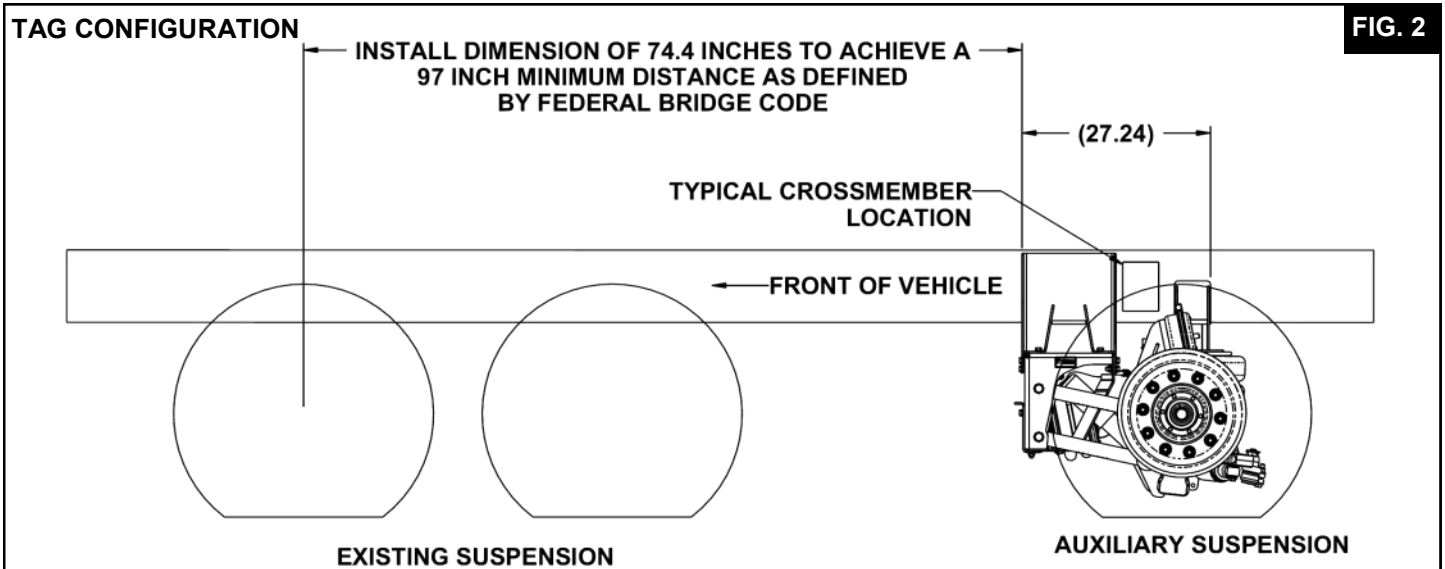 TAG CONFIGURATION
FIG. 2
INSTALL DIMENSION OF 74.4 INCHES TO ACHIEVE A
97 INCH MINIMUM DISTANCE AS DEFINED
BY FEDERAL BRIDGE CODE
(27.24)
TYPICAL CROSSMEMBER
LOCATION
FRONT OF VEHICLE
EXISTING SUSPENSION
AUXILIARY SUSPENSION